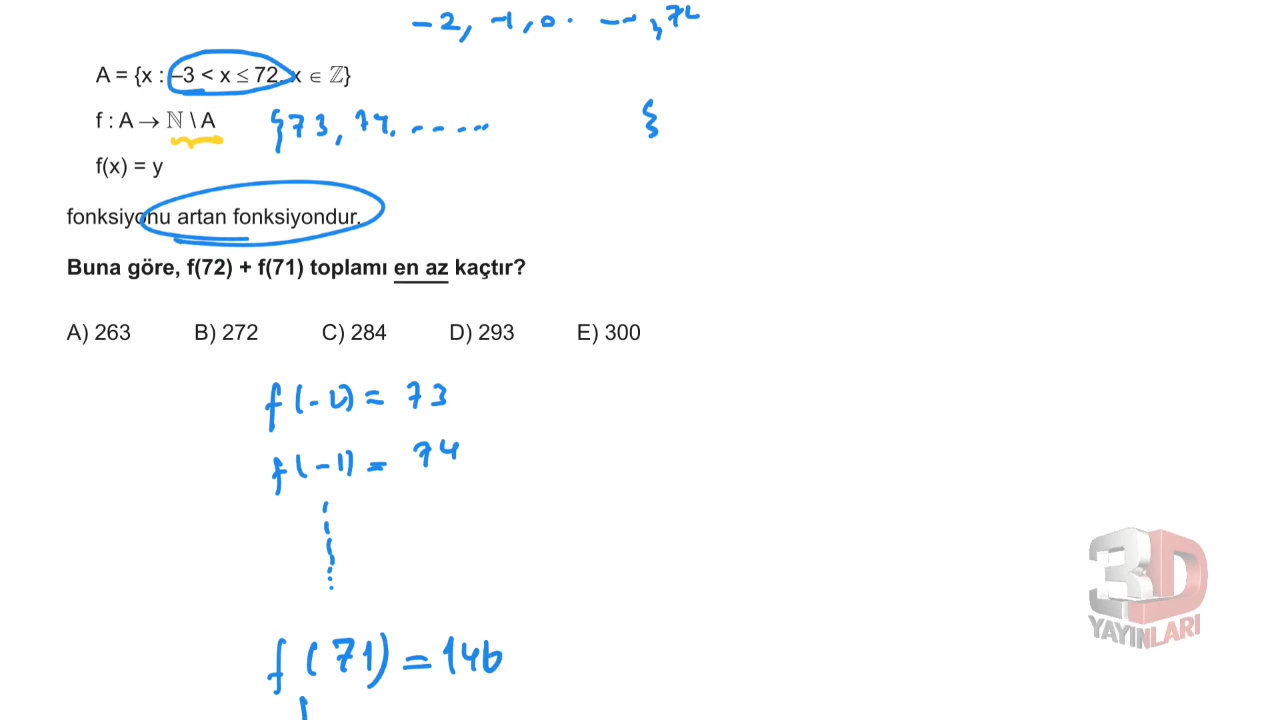 -2, -1, 0. ---, 72
A = {x : –3 < x ≤ 72, x ∈ ℤ}
f : A → ℕ \ A {73, 74. ...... }
f(x) = y
fonksiyonu artan fonksiyondur.
Buna göre, f(72) + f(71) toplamı en az kaçtır?
A) 263 B) 272 C) 284 D) 293 E) 300
f(-2) = 73
f(-1) = 74
f(71) = 146
3D
YAYINLARI